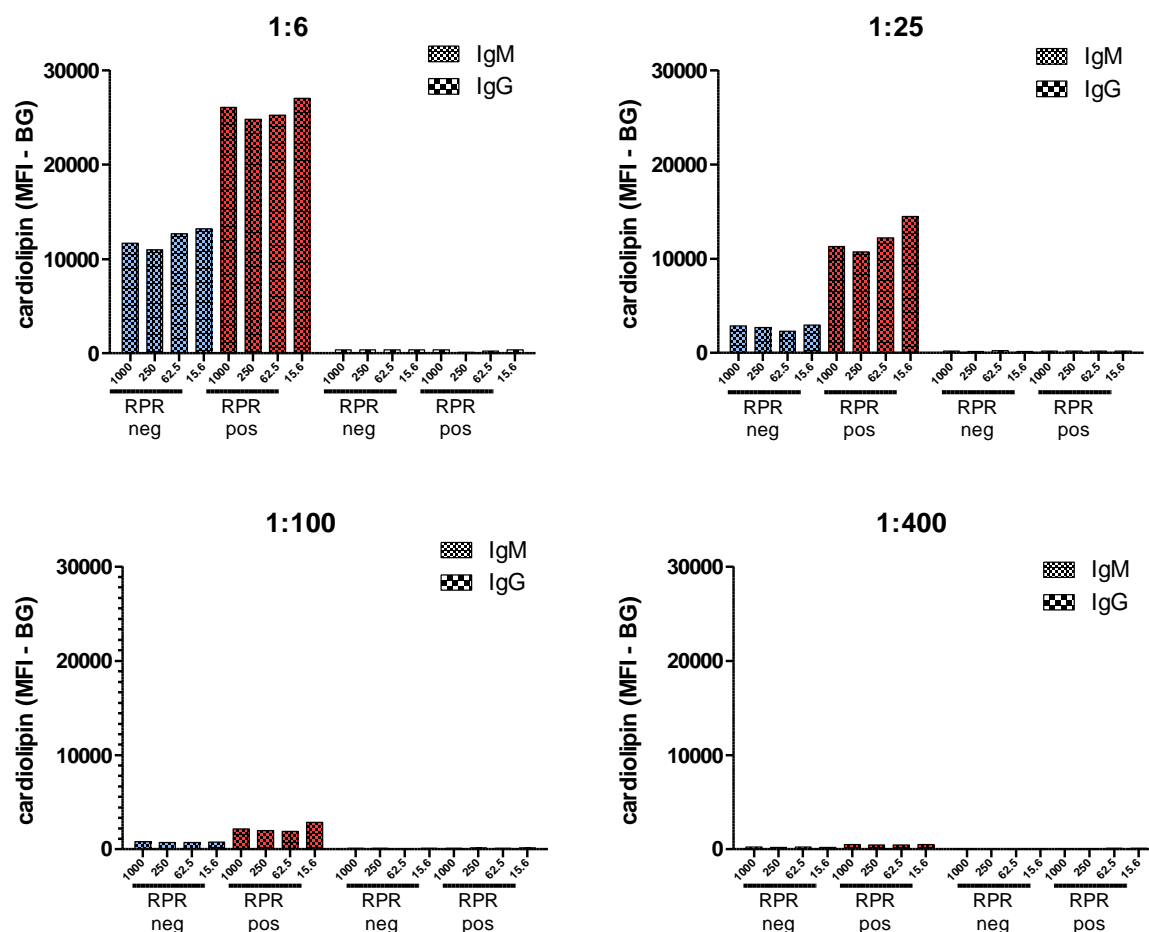 1:6
IgM
IgG
cardiolipin (MFI - BG)
30000
20000
10000
0
1000 250 62.5 15.6 1000 250 62.5 15.6 1000 250 62.5 15.6 1000 250 62.5 15.6
RPR RPR RPR RPR
neg pos neg pos
1:25
IgM
IgG
cardiolipin (MFI - BG)
30000
20000
10000
0
1000 250 62.5 15.6 1000 250 62.5 15.6 1000 250 62.5 15.6 1000 250 62.5 15.6
RPR RPR RPR RPR
neg pos neg pos
1:100
IgM
IgG
cardiolipin (MFI - BG)
30000
20000
10000
0
1000 250 62.5 15.6 1000 250 62.5 15.6 1000 250 62.5 15.6 1000 250 62.5 15.6
RPR RPR RPR RPR
neg pos neg pos
1:400
IgM
IgG
cardiolipin (MFI - BG)
30000
20000
10000
0
1000 250 62.5 15.6 1000 250 62.5 15.6 1000 250 62.5 15.6 1000 250 62.5 15.6
RPR RPR RPR RPR
neg pos neg pos